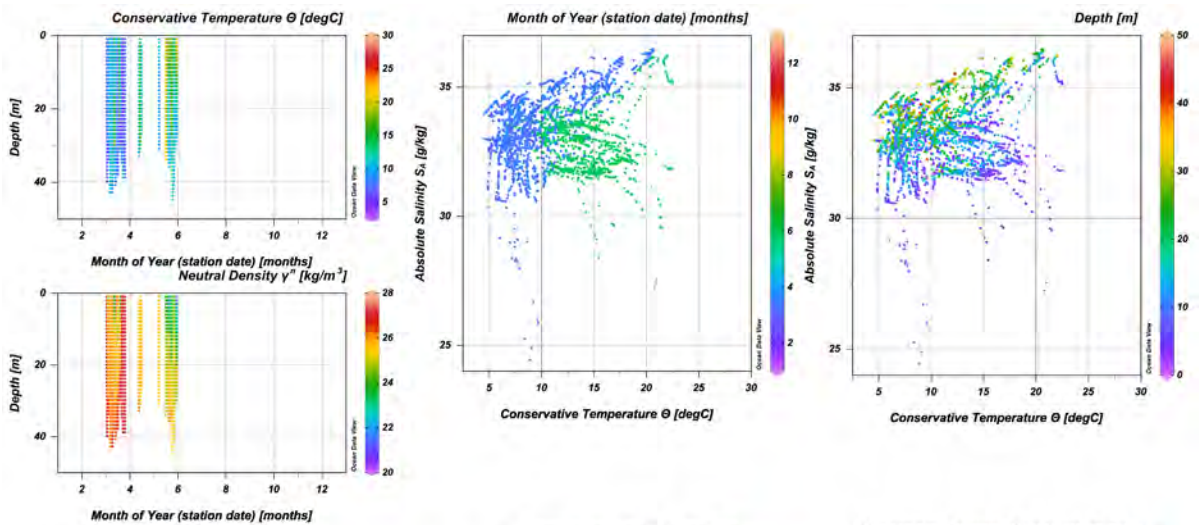 Conservative Temperature Θ [degC]
0
20
40
Depth [m]
2 4 6 8 10 12
Month of Year (station date) [months]
Ocean Data View
30
25
20
15
10
5
Neutral Density γⁿ [kg/m³]
0
20
40
Depth [m]
2 4 6 8 10 12
Month of Year (station date) [months]
Ocean Data View
28
26
24
22
20
Month of Year (station date) [months]
35
30
25
Absolute Salinity S_A [g/kg]
5 10 15 20 25 30
Conservative Temperature Θ [degC]
Ocean Data View
12
10
8
6
4
2
Depth [m]
35
30
25
Absolute Salinity S_A [g/kg]
5 10 15 20 25 30
Conservative Temperature Θ [degC]
Ocean Data View
50
40
30
20
10
0